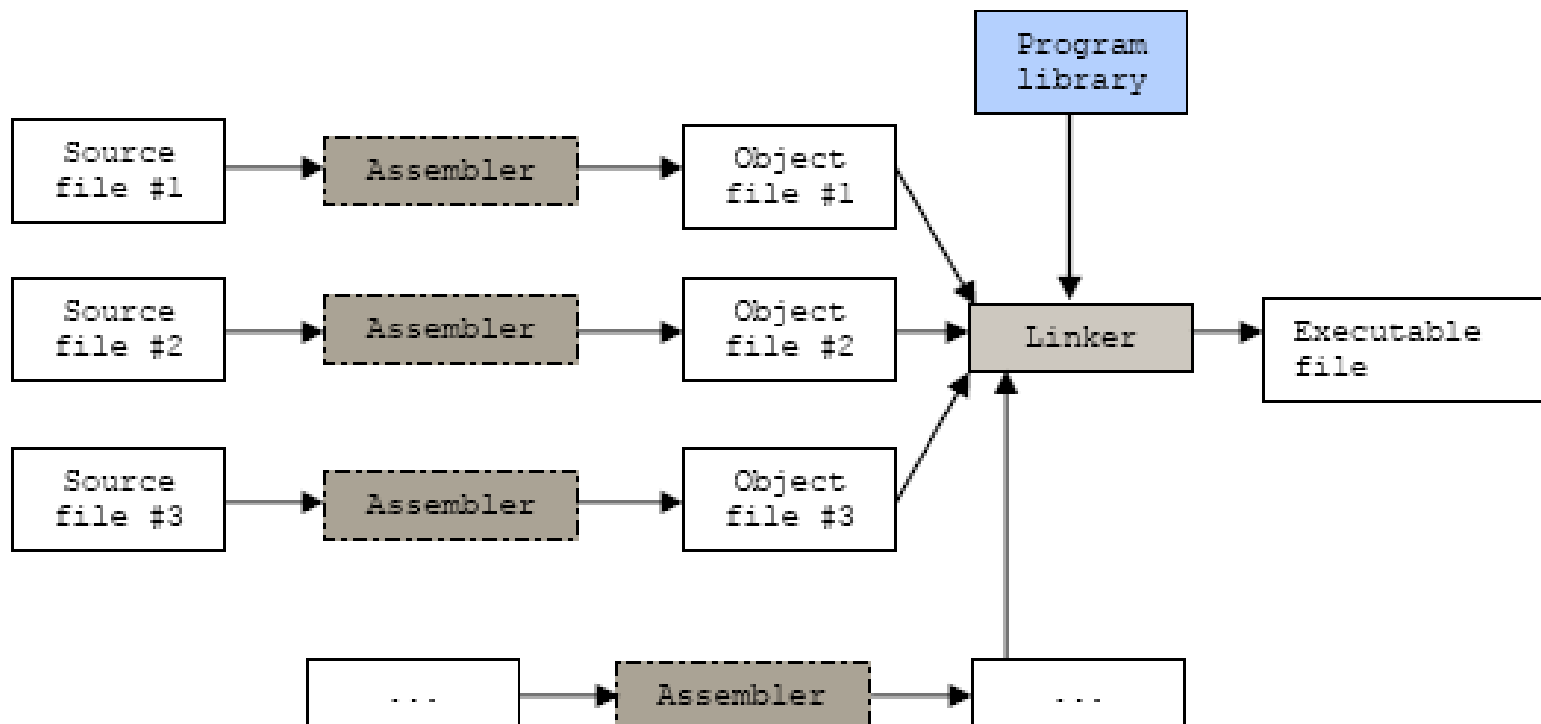 Program
library
Source
file #1
Assembler
Object
file #1
Source
file #2
Assembler
Object
file #2
Linker
Executable
file
Source
file #3
Assembler
Object
file #3
...
Assembler
...